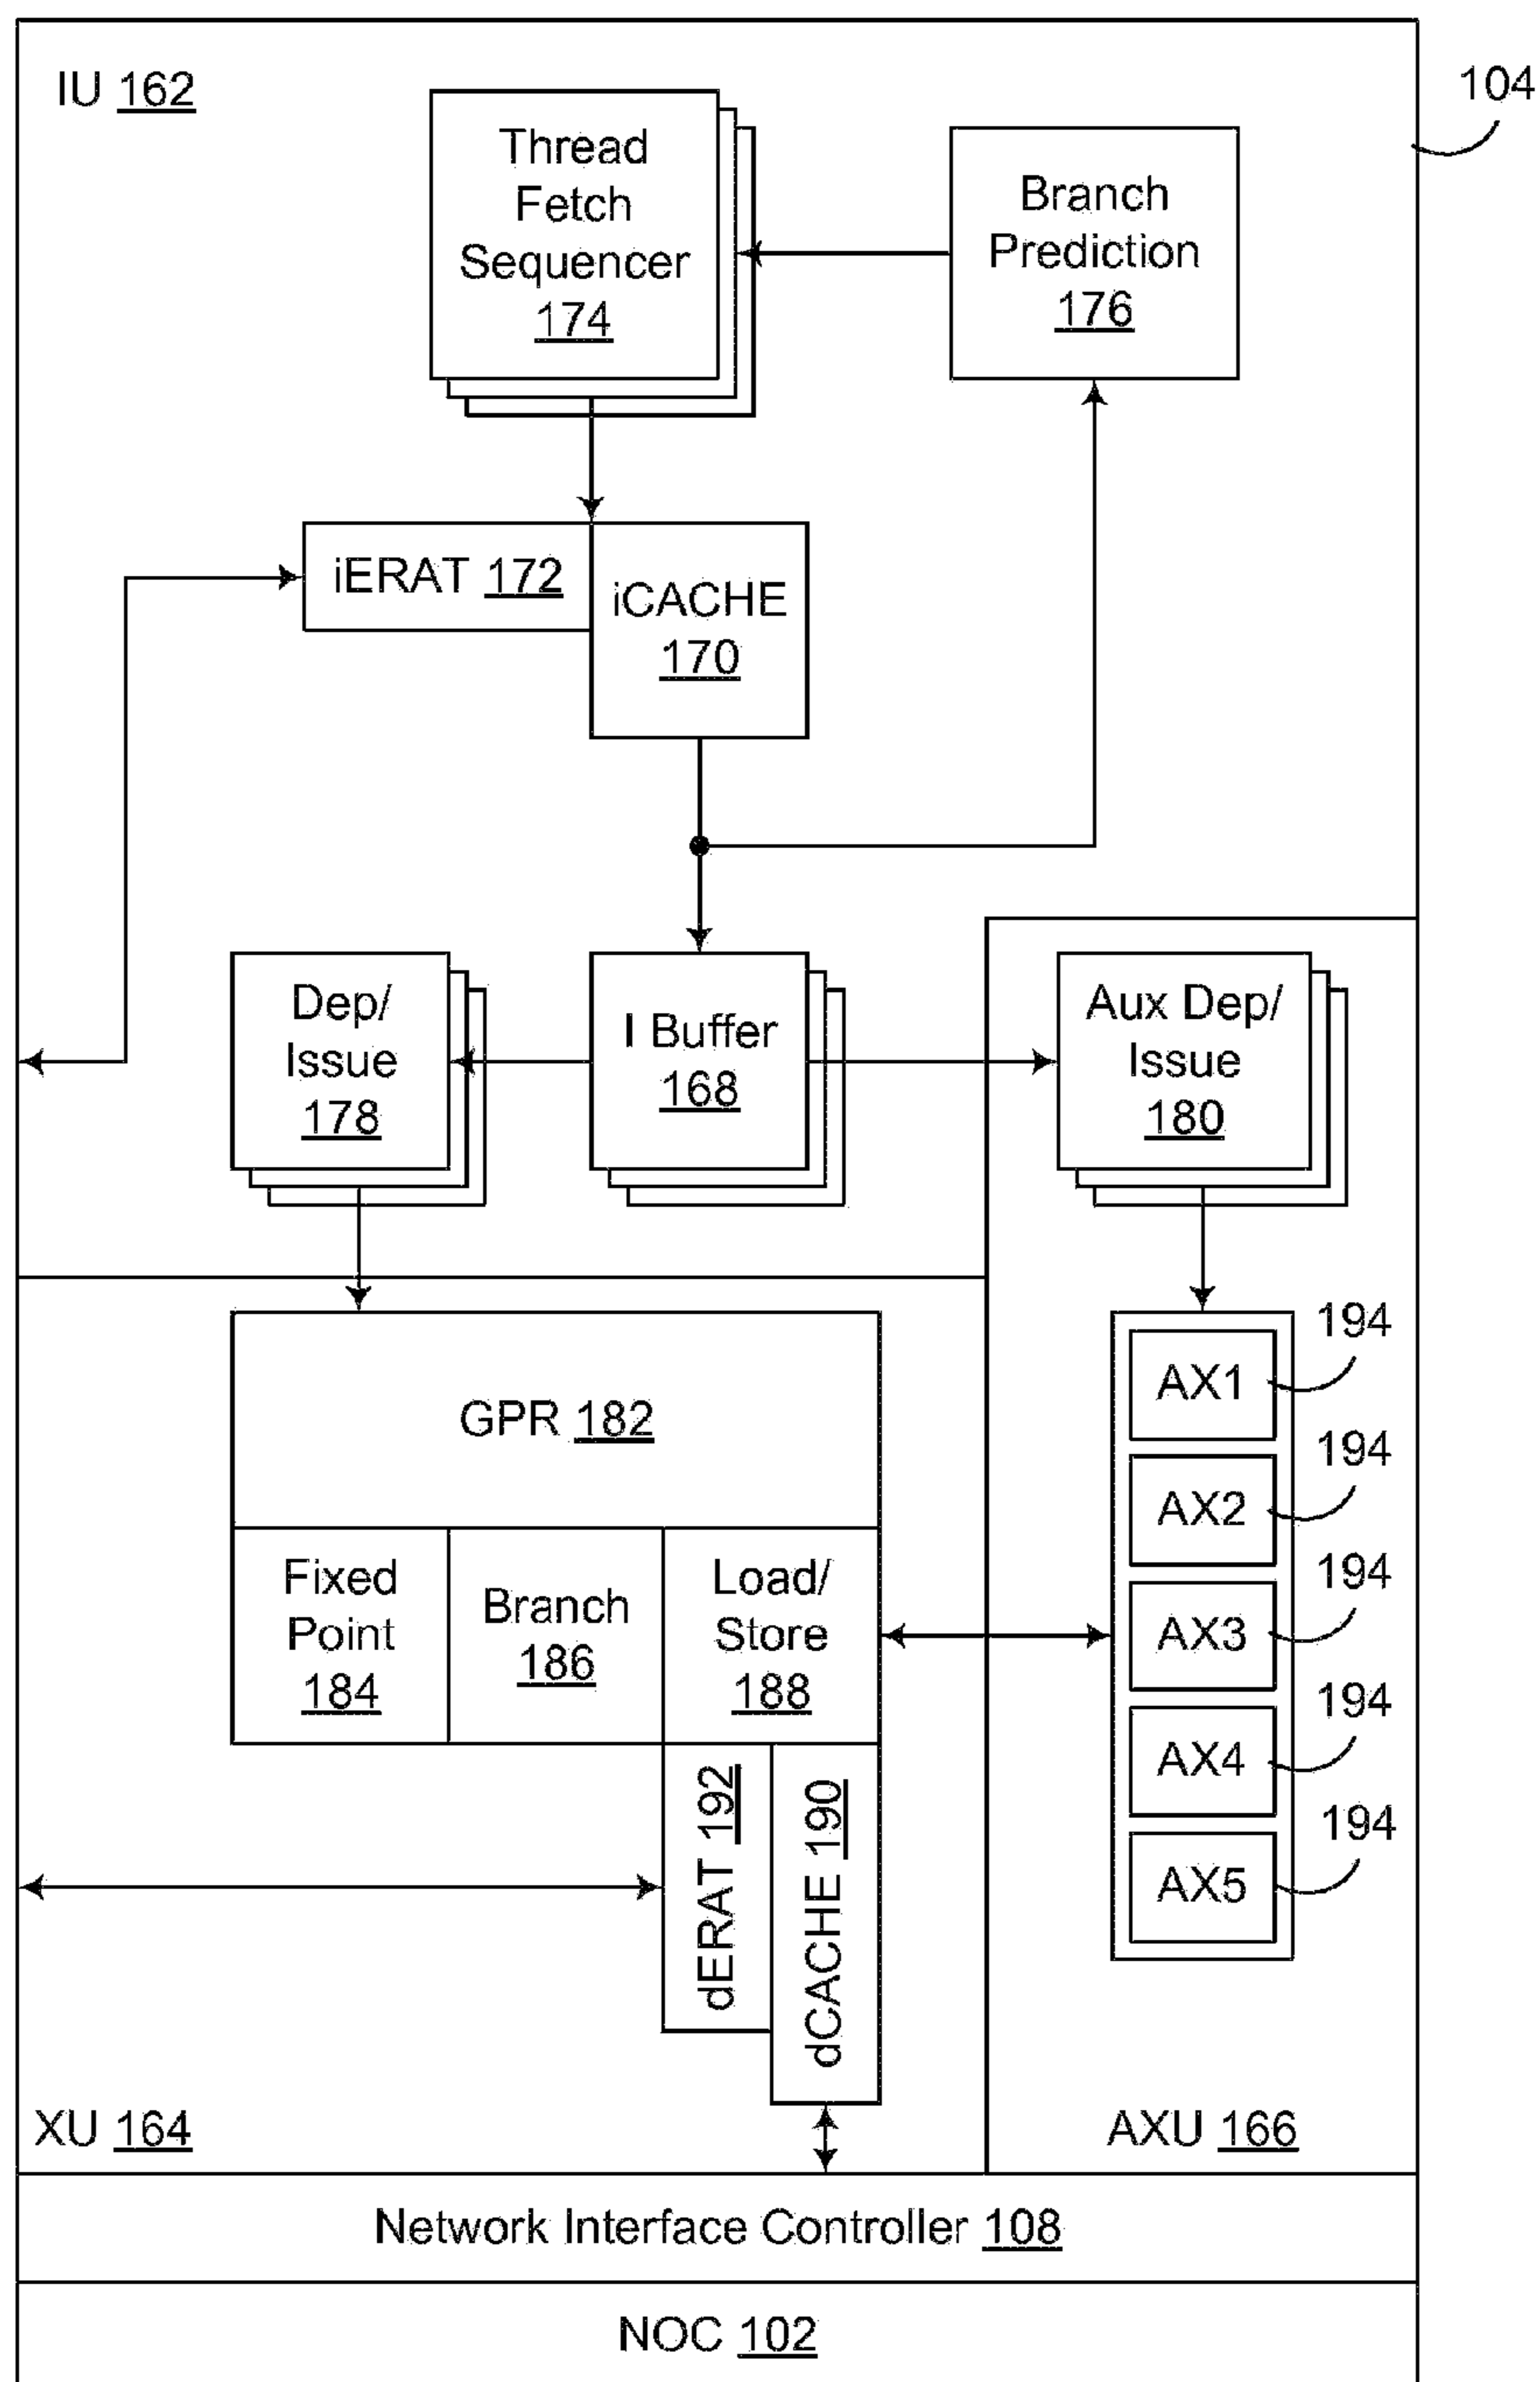 IU 162
104
Thread
Fetch
Sequencer
174
Branch
Prediction
176
iERAT 172
iCACHE
170
Dep/
Issue
178
I Buffer
168
Aux Dep/
Issue
180
GPR 182
Fixed
Point
184
Branch
186
Load/
Store
188
dERAT 192
dCACHE 190
AX1
194
AX2
194
AX3
194
AX4
194
AX5
194
XU 164
AXU 166
Network Interface Controller 108
NOC 102